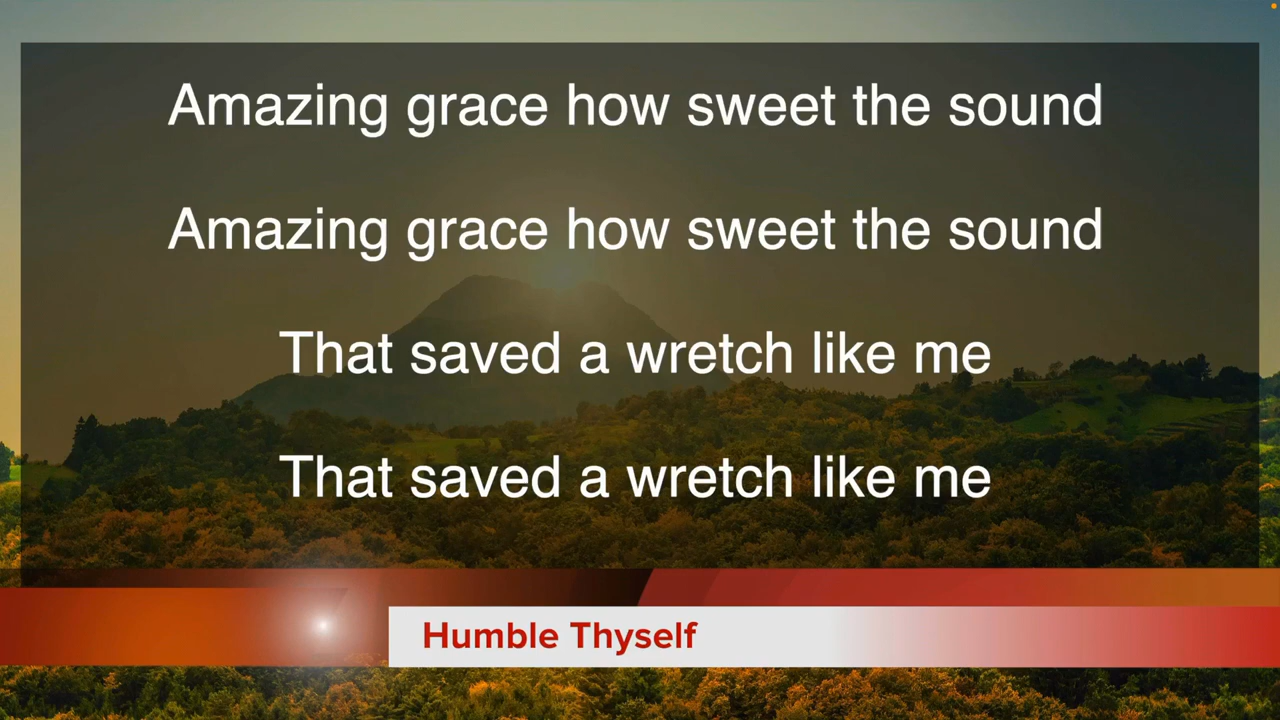 Amazing grace how sweet the sound
Amazing grace how sweet the sound
That saved a wretch like me
That saved a wretch like me
Humble Thyself